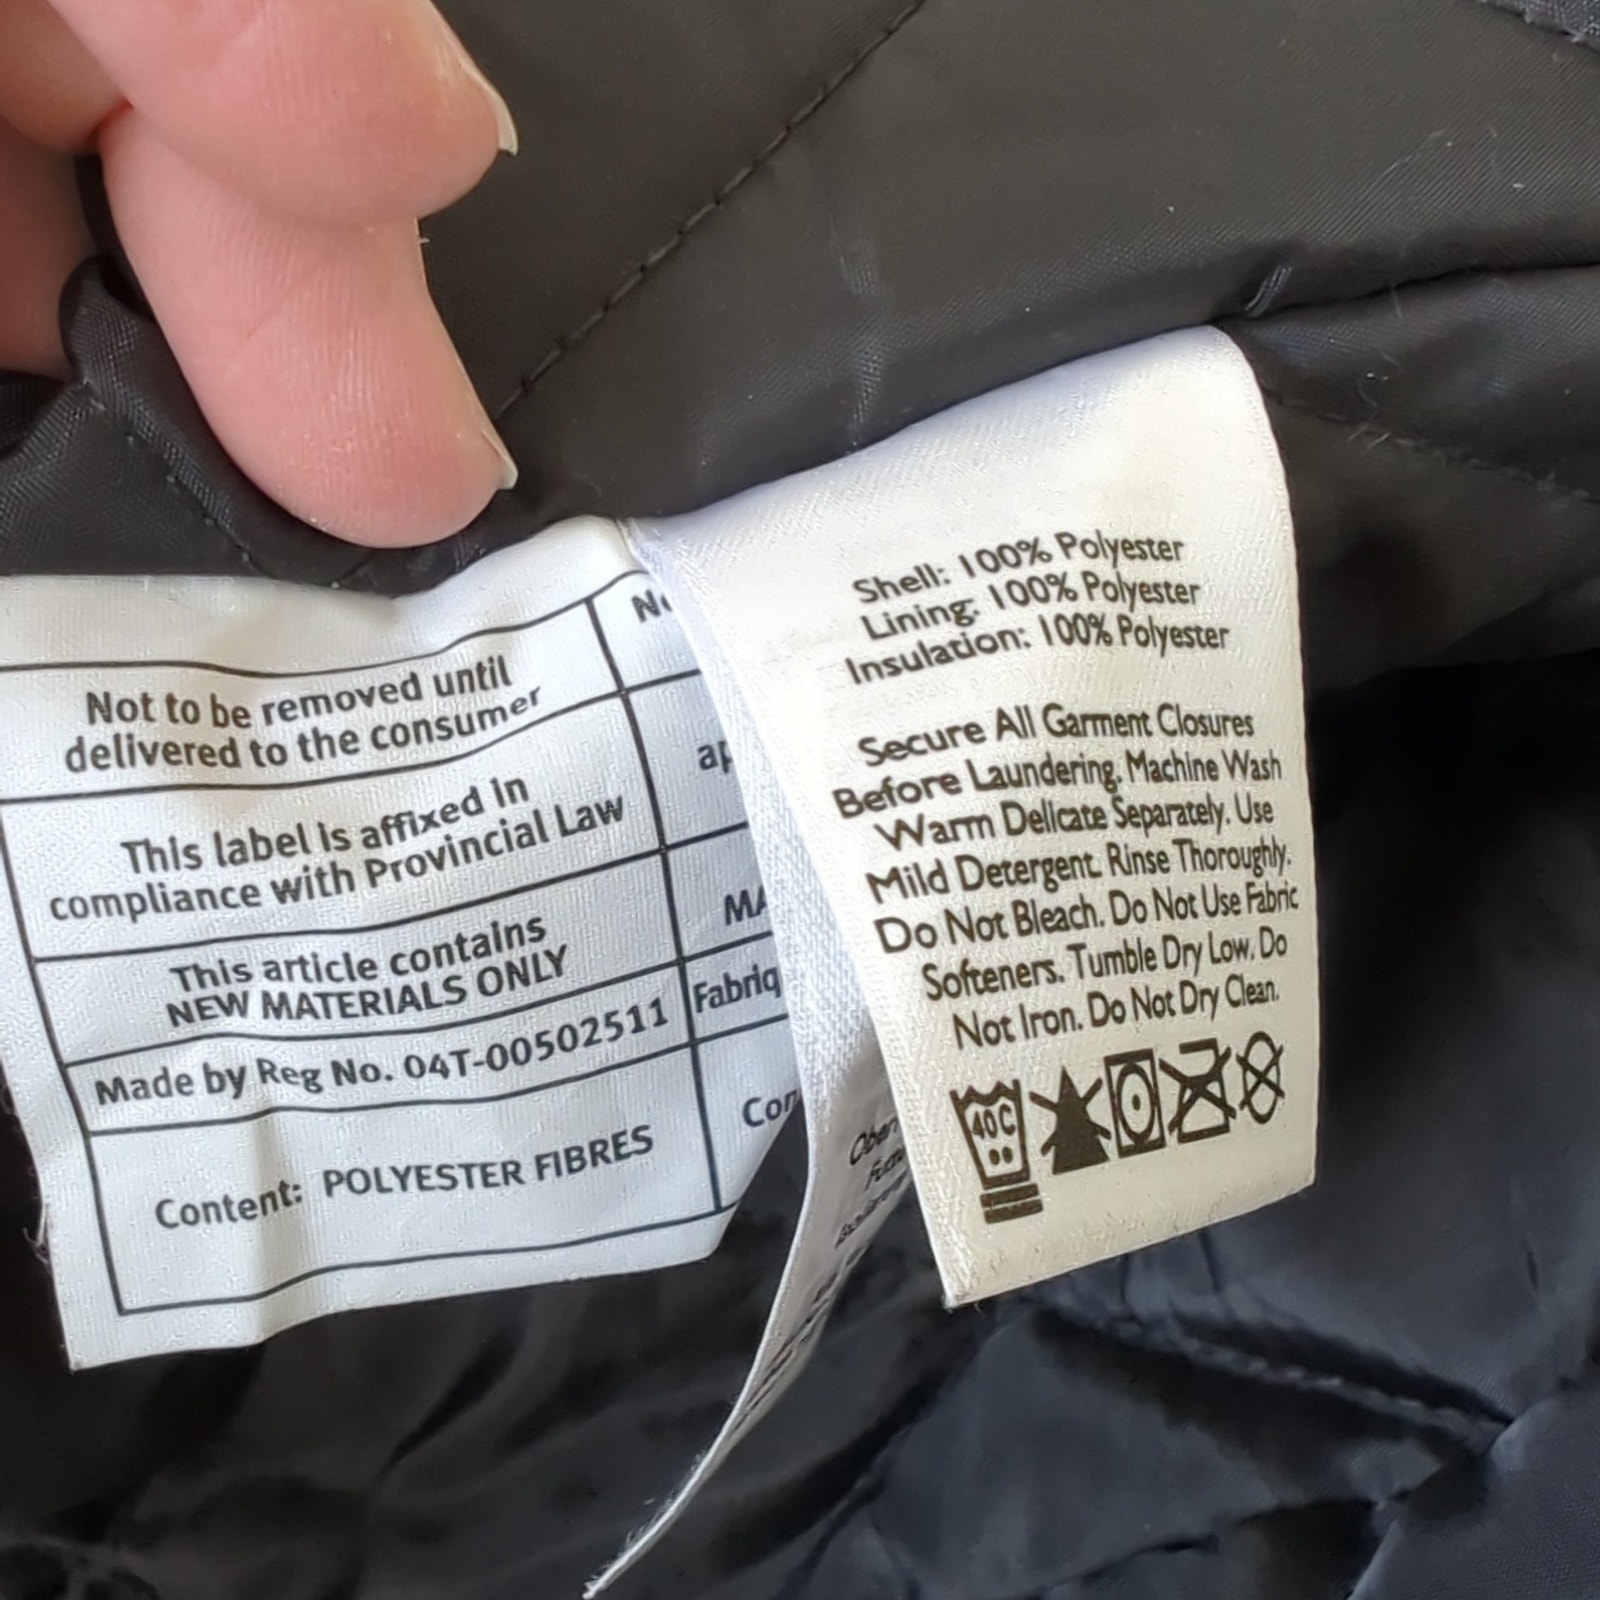 Not to be removed until
delivered to the consumer
This label is affixed in
compliance with Provincial Law
This article contains
NEW MATERIALS ONLY
Made by Reg No. 04T-00502511
Content: POLYESTER FIBRES
MA
Fabriq
Shell: 100% Polyester
Lining: 100% Polyester
Insulation: 100% Polyester
Secure All Garment Closures
Before Laundering. Machine Wash
Warm Delicate Separately. Use
Mild Detergent. Rinse Thoroughly.
Do Not Bleach. Do Not Use Fabric
Softeners. Tumble Dry Low. Do
Not Iron. Do Not Dry Clean.
40C